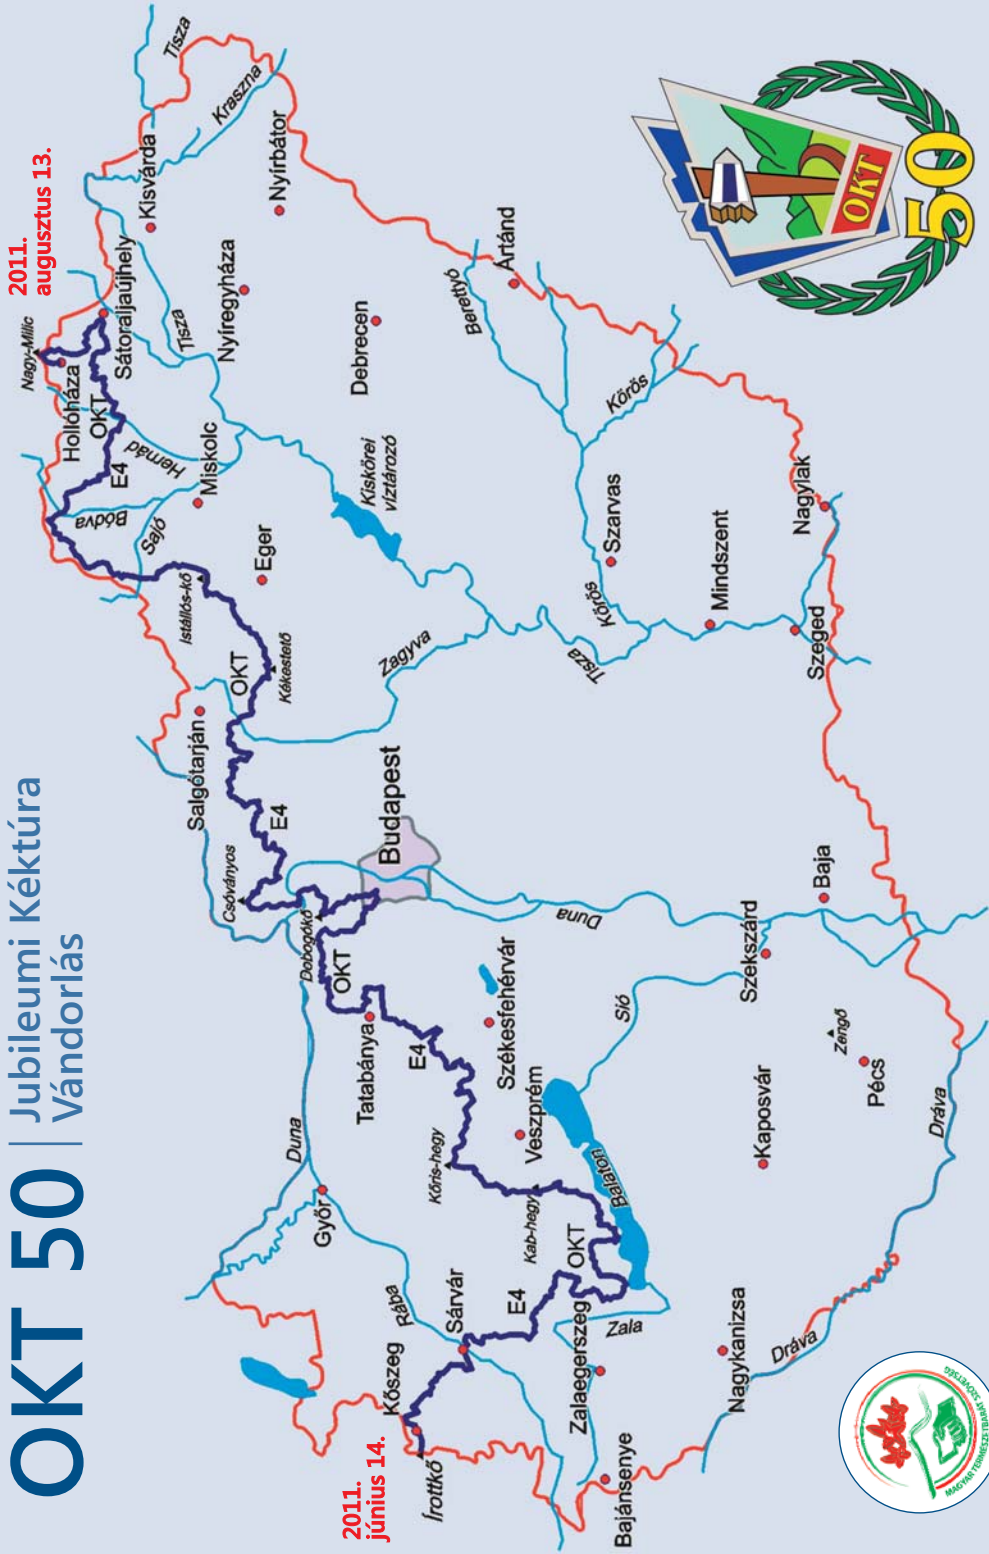 OKT 50
Jubileumi Kéktúra
Vándorlás
2011.
június 14.
2011.
augusztus 13.
Írottkő
Kőszeg
Sárvár
Rába
Győr
Duna
E4
OKT
Zalaegerszeg
Zala
Bajánsenye
Nagykanizsa
Dráva
Dráva
Kab-hegy
Kőris-hegy
Veszprém
Balaton
Székesfehérvár
Tatabánya
E4
OKT
Dobogókő
Csóványos
Budapest
Duna
Sió
Szekszárd
Kaposvár
Zengő
Pécs
Baja
Salgótarján
E4
OKT
Kékestető
Istállós-kő
Zagyva
Eger
Sajó
Bódva
Miskolc
Hernád
E4
OKT
Hollóháza
Nagy-Milic
Sátoraljaújhely
Tisza
Tisza
Kisvárda
Kraszna
Nyírbátor
Nyíregyháza
Debrecen
Kiskörei
víztározó
Berettyó
Ártánd
Körös
Körös
Szarvas
Tisza
Mindszent
Nagylak
Szeged
OKT
50
MAGYAR TERMÉSZETBARÁT SZÖVETSÉG